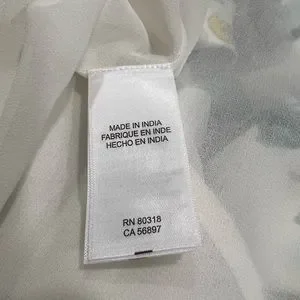 MADE IN INDIA
FABRIQUE EN INDE
HECHO EN INDIA
RN 80318
CA 56897